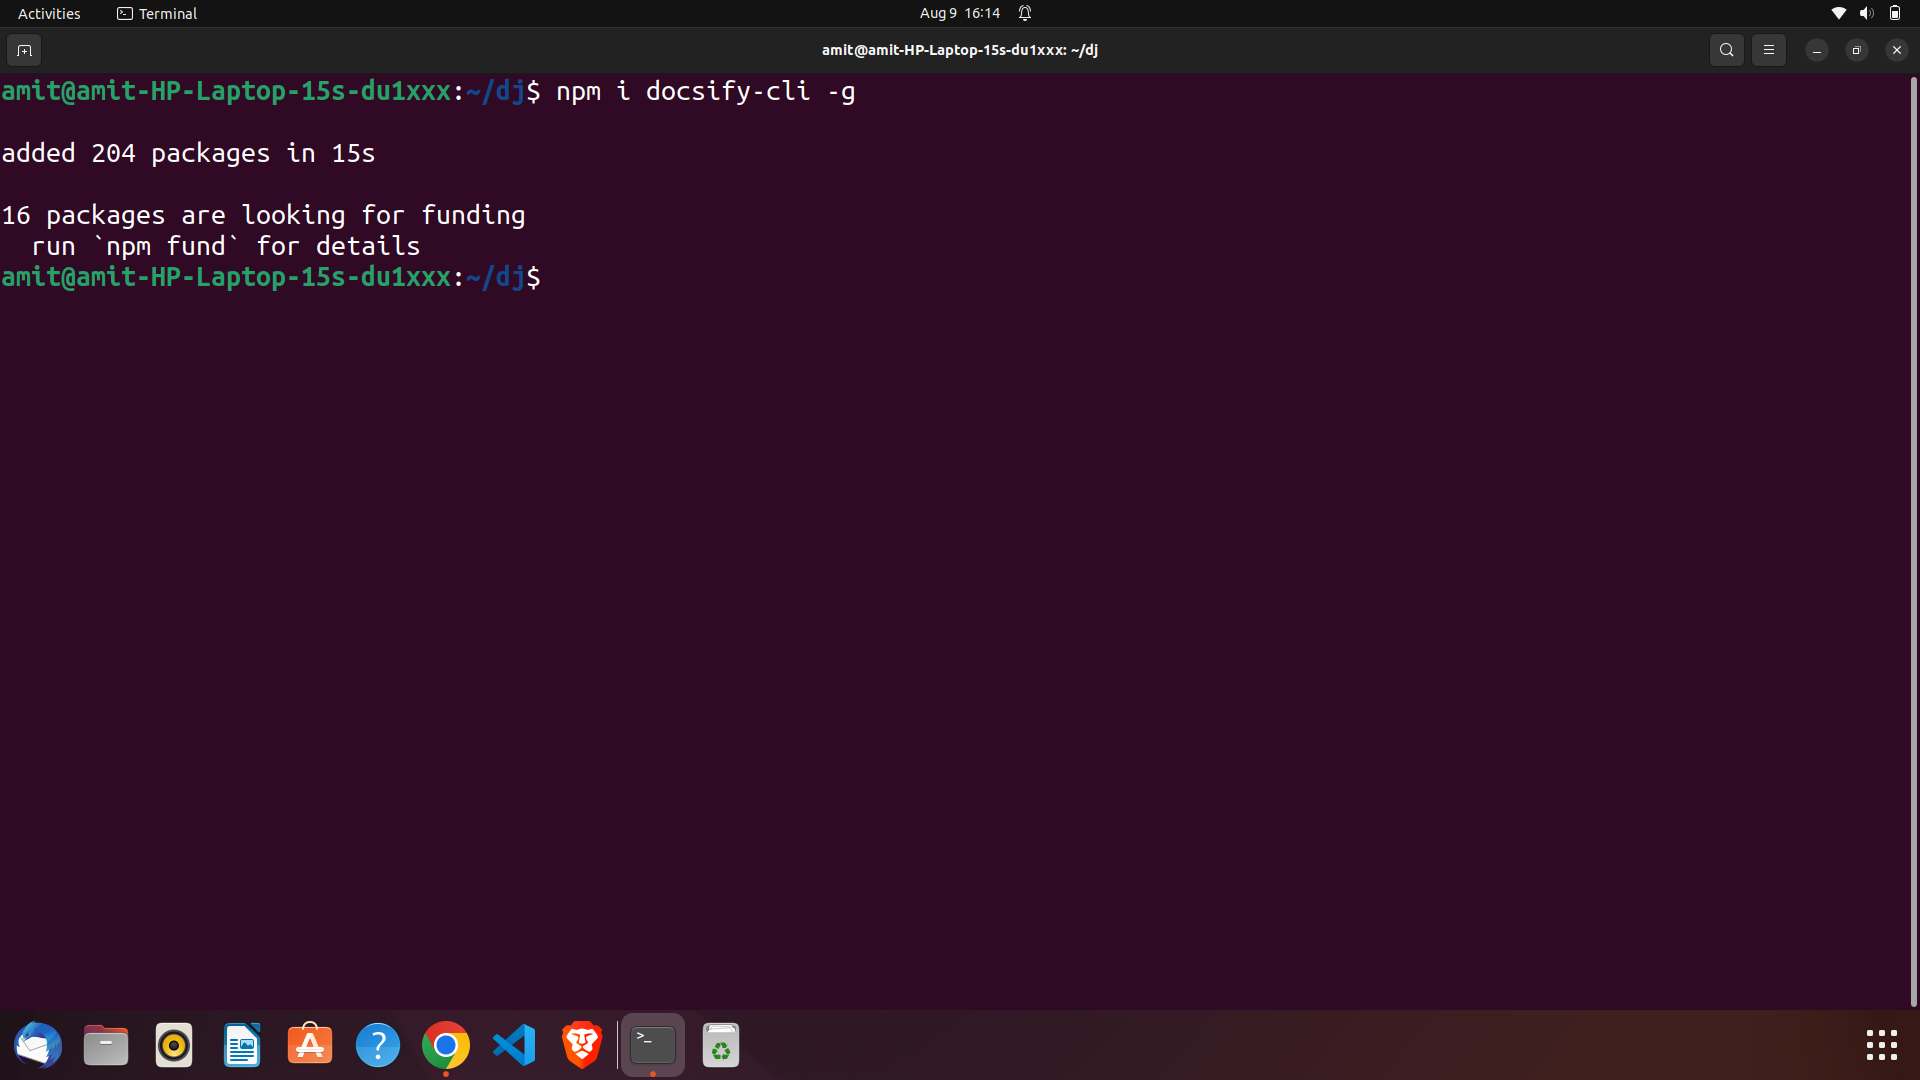 Activities
Terminal
Aug 9 16:14
amit@amit-HP-Laptop-15s-du1xxx: ~/dj
amit@amit-HP-Laptop-15s-du1xxx:~/dj$ npm i docsify-cli -g
added 204 packages in 15s
16 packages are looking for funding
run `npm fund` for details
amit@amit-HP-Laptop-15s-du1xxx:~/dj$